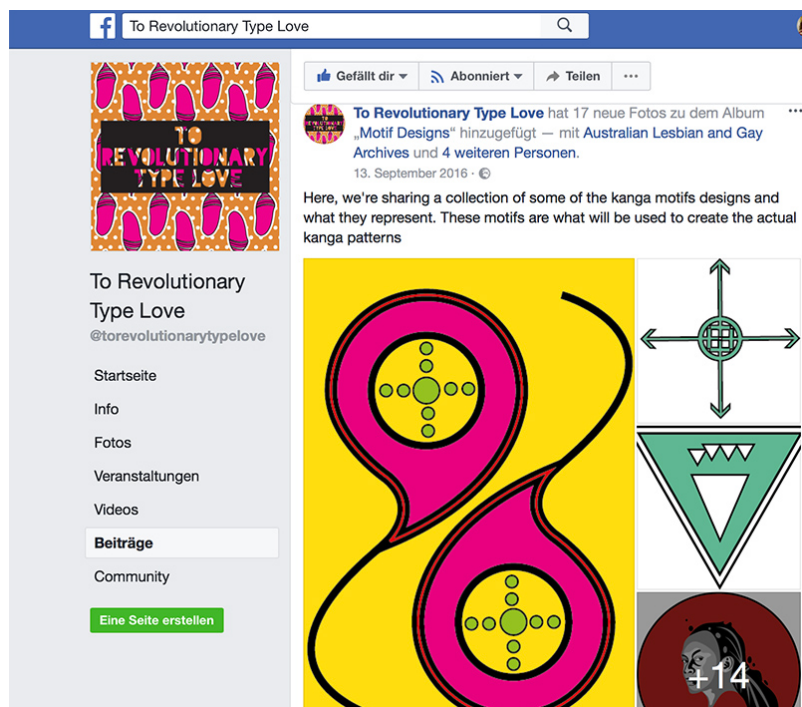 To Revolutionary Type Love
TO
REVOLUTIONARY
TYPE LOVE
To Revolutionary
Type Love
@torevolutionarytypelove
Startseite
Info
Fotos
Veranstaltungen
Videos
Beiträge
Community
Eine Seite erstellen
Gefällt dir
Abonniert
Teilen
To Revolutionary Type Love hat 17 neue Fotos zu dem Album
„Motif Designs“ hinzugefügt — mit Australian Lesbian and Gay
Archives und 4 weiteren Personen.
13. September 2016 ·
Here, we're sharing a collection of some of the kanga motifs designs and
what they represent. These motifs are what will be used to create the actual
kanga patterns
+14